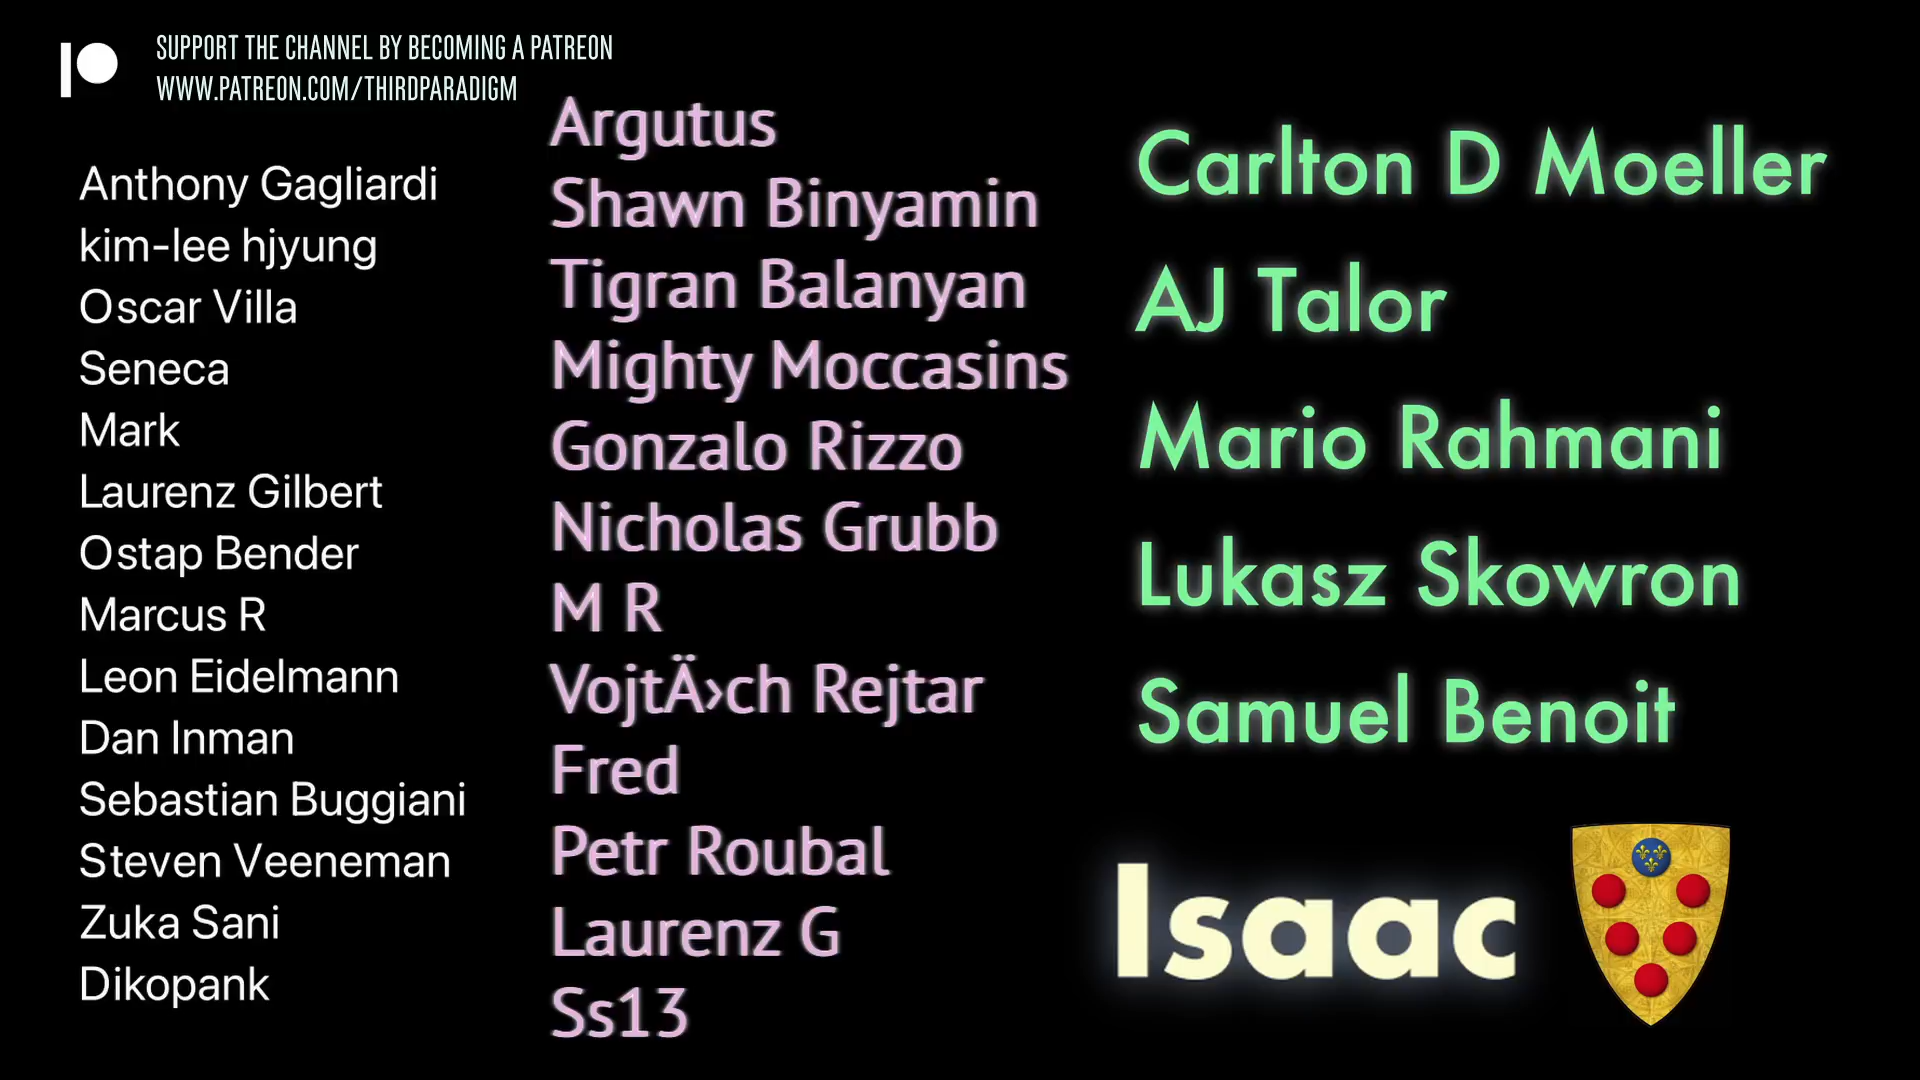 SUPPORT THE CHANNEL BY BECOMING A PATREON
WWW.PATREON.COM/THIRDPARADIGM
Anthony Gagliardi
kim-lee hjyung
Oscar Villa
Seneca
Mark
Laurenz Gilbert
Ostap Bender
Marcus R
Leon Eidelmann
Dan Inman
Sebastian Buggiani
Steven Veeneman
Zuka Sani
Dikopank
Argutus
Shawn Binyamin
Tigran Balanyan
Mighty Moccasins
Gonzalo Rizzo
Nicholas Grubb
M R
VojtÄ›ch Rejtar
Fred
Petr Roubal
Laurenz G
Ss13
Carlton D Moeller
AJ Talor
Mario Rahmani
Lukasz Skowron
Samuel Benoit
Isaac